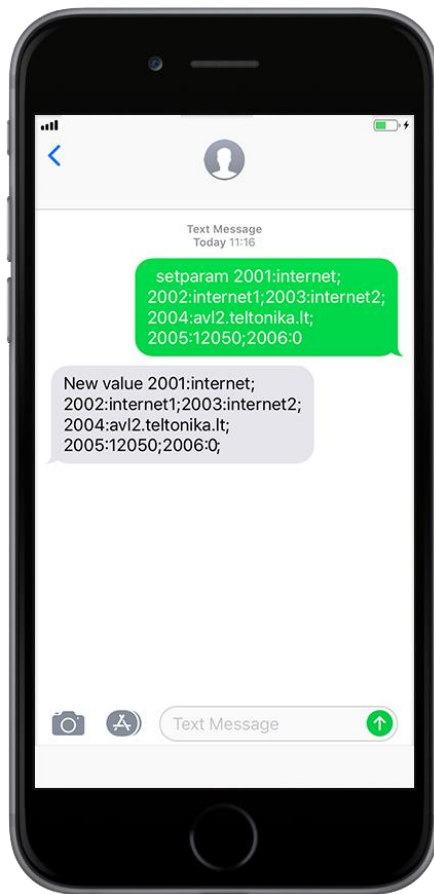 Text Message
Today 11:16
setparam 2001:internet;
2002:internet1;2003:internet2;
2004:avl2.teltonika.lt;
2005:12050;2006:0
New value 2001:internet;
2002:internet1;2003:internet2;
2004:avl2.teltonika.lt;
2005:12050;2006:0;
Text Message